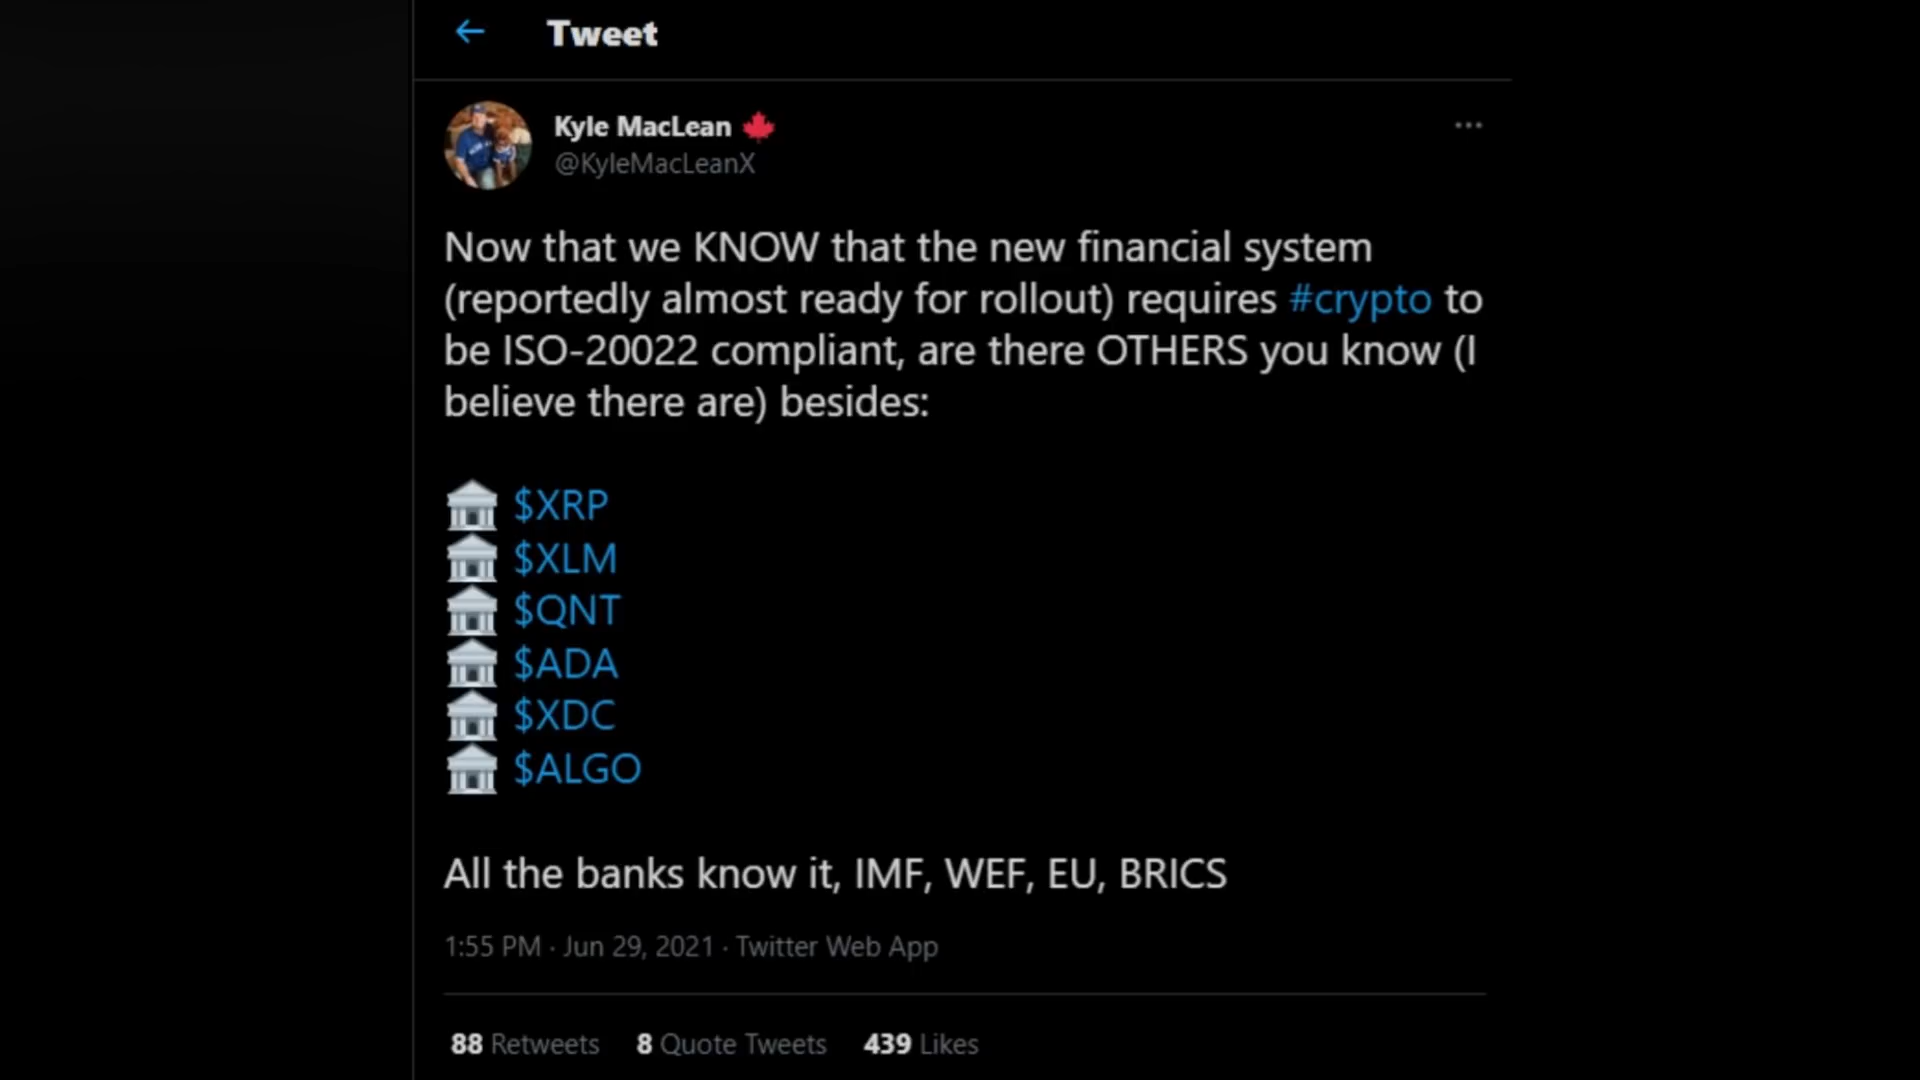 Tweet
Kyle MacLean 🍁
@KyleMacLeanX
Now that we KNOW that the new financial system
(reportedly almost ready for rollout) requires #crypto to
be ISO-20022 compliant, are there OTHERS you know (I
believe there are) besides:
🏛 $XRP
🏛 $XLM
🏛 $QNT
🏛 $ADA
🏛 $XDC
🏛 $ALGO
All the banks know it, IMF, WEF, EU, BRICS
1:55 PM · Jun 29, 2021 · Twitter Web App
88 Retweets 8 Quote Tweets 439 Likes